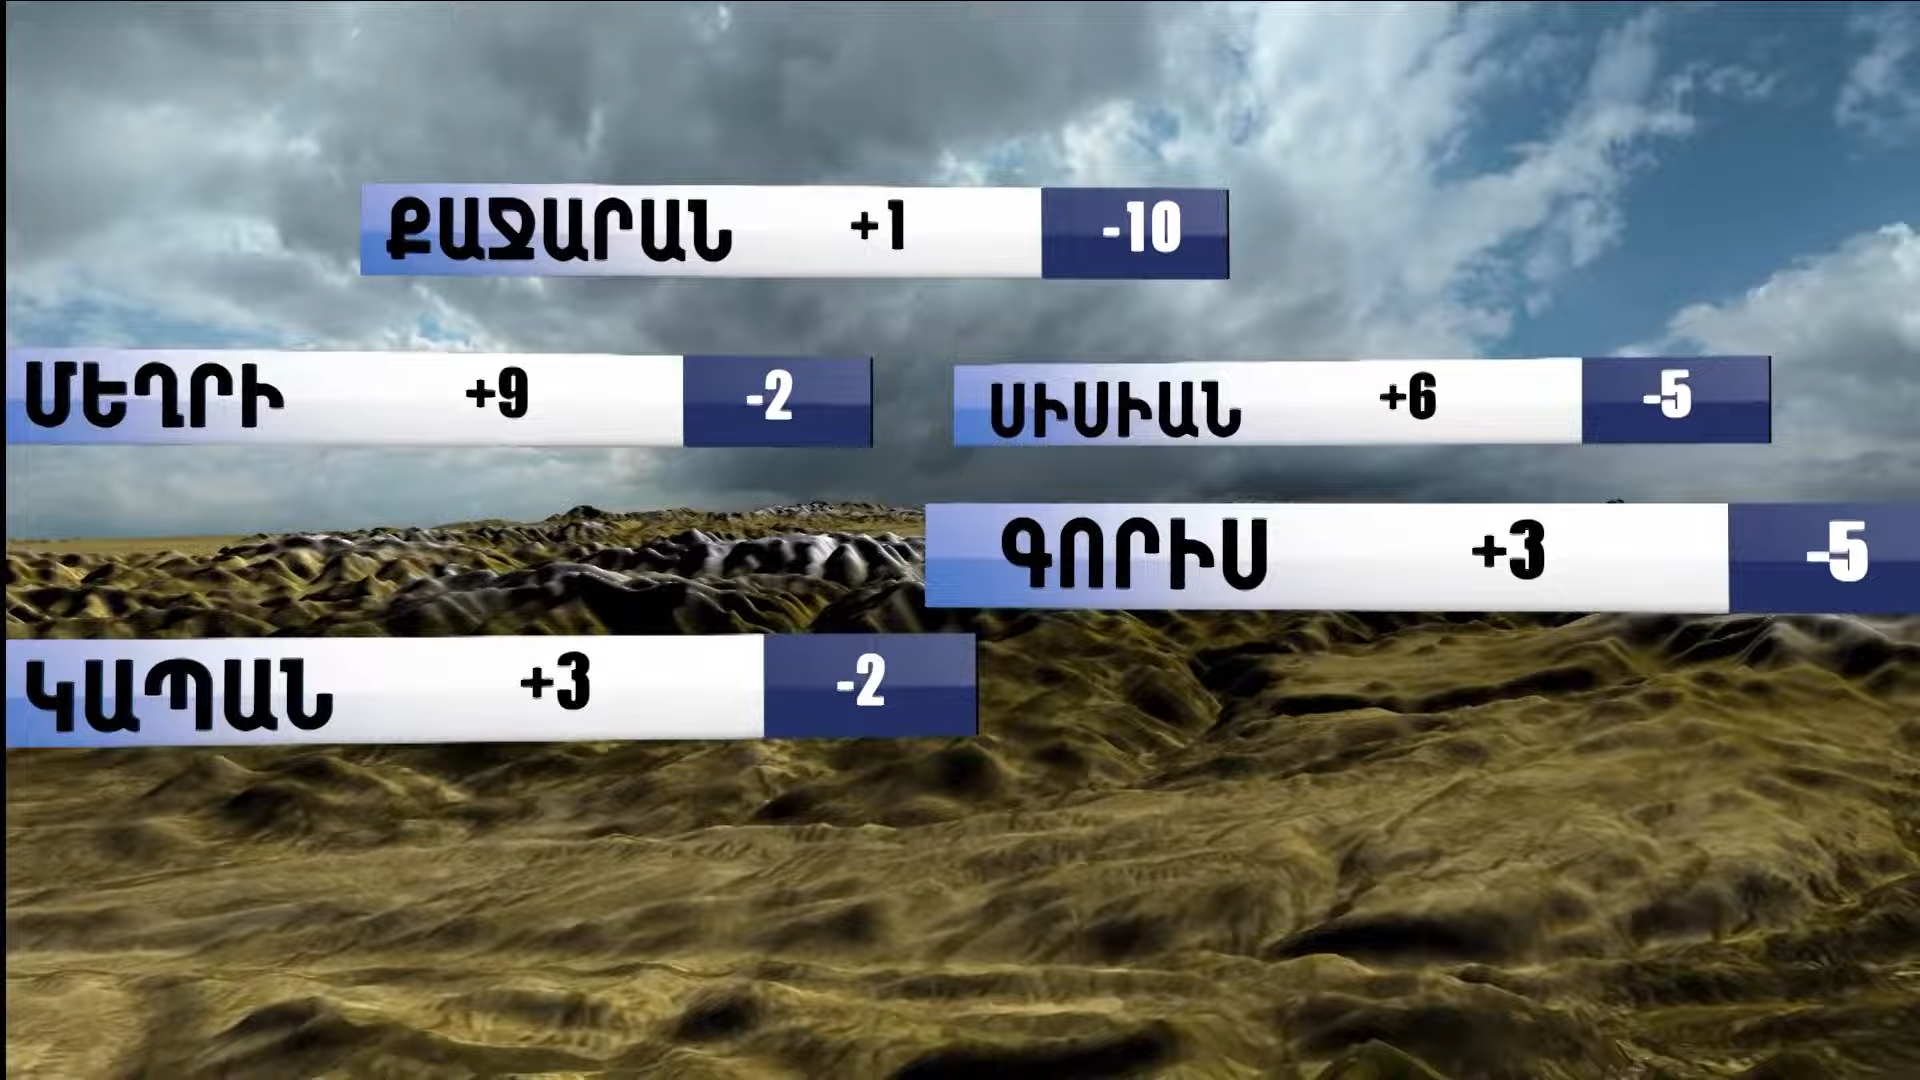 ՔԱՋԱՐԱՆ +1 -10
ՄԵՂՐԻ +9 -2
ՍԻՍԻԱՆ +6 -5
ԳՈՐԻՍ +3 -5
ԿԱՊԱՆ +3 -2